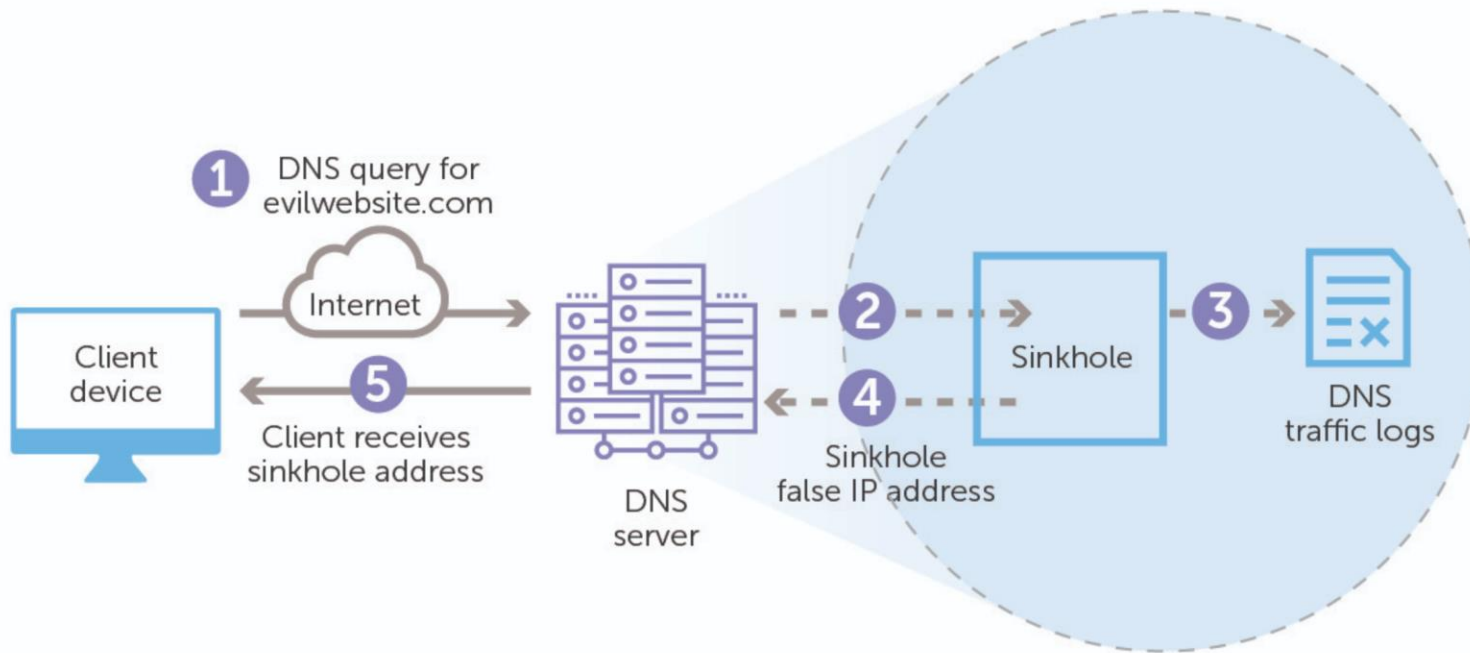 1
DNS query for
evilwebsite.com
Internet
Client
device
5
Client receives
sinkhole address
DNS
server
2
Sinkhole
3
4
Sinkhole
false IP address
DNS
traffic logs